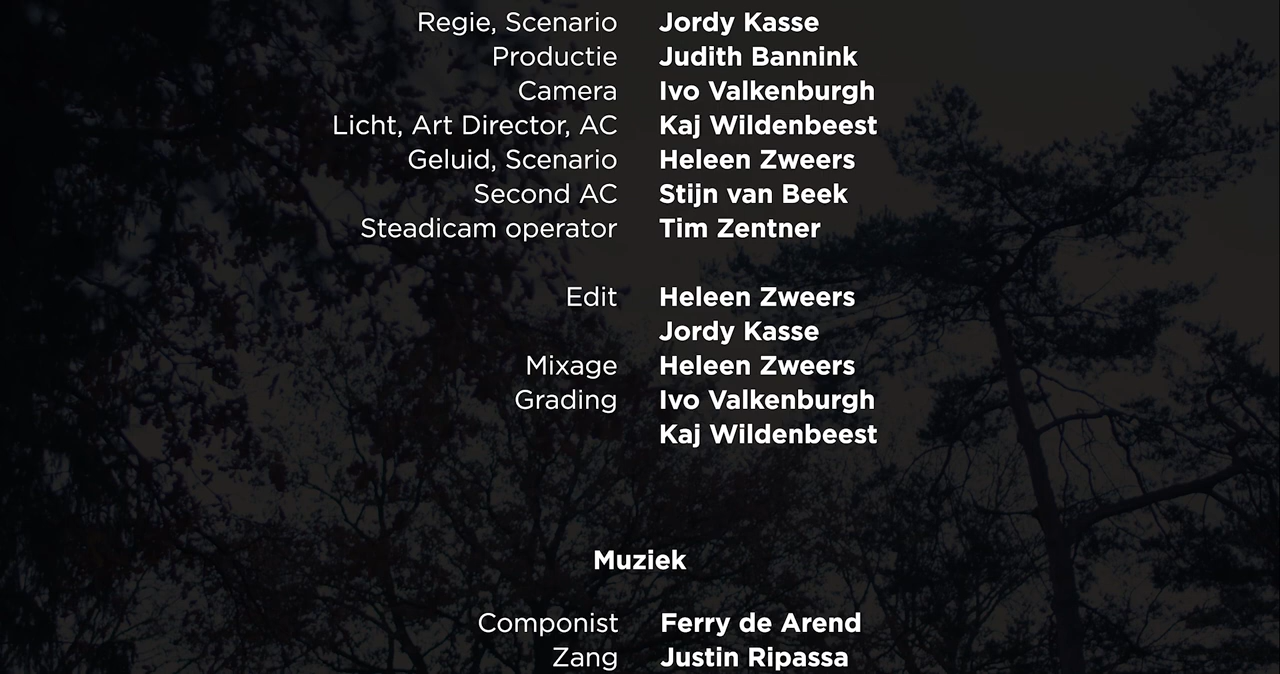 Regie, Scenario Jordy Kasse
Productie Judith Bannink
Camera Ivo Valkenburgh
Licht, Art Director, AC Kaj Wildenbeest
Geluid, Scenario Heleen Zweers
Second AC Stijn van Beek
Steadicam operator Tim Zentner
Edit Heleen Zweers
Jordy Kasse
Mixage Heleen Zweers
Grading Ivo Valkenburgh
Kaj Wildenbeest
Muziek
Componist Ferry de Arend
Zang Justin Ripassa